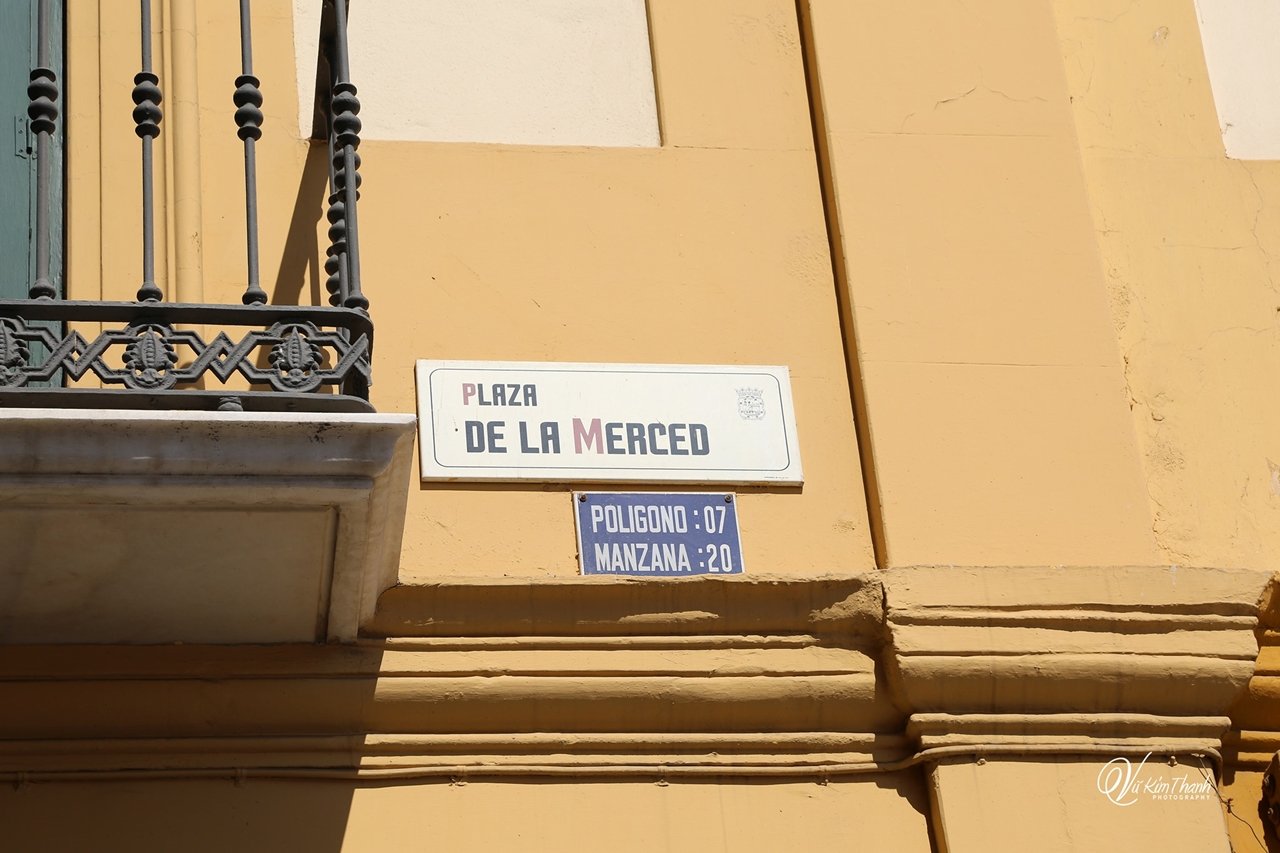 PLAZA
DE LA MERCED
POLIGONO : 07
MANZANA : 20
Vũ Kim Thanh
PHOTOGRAPHY